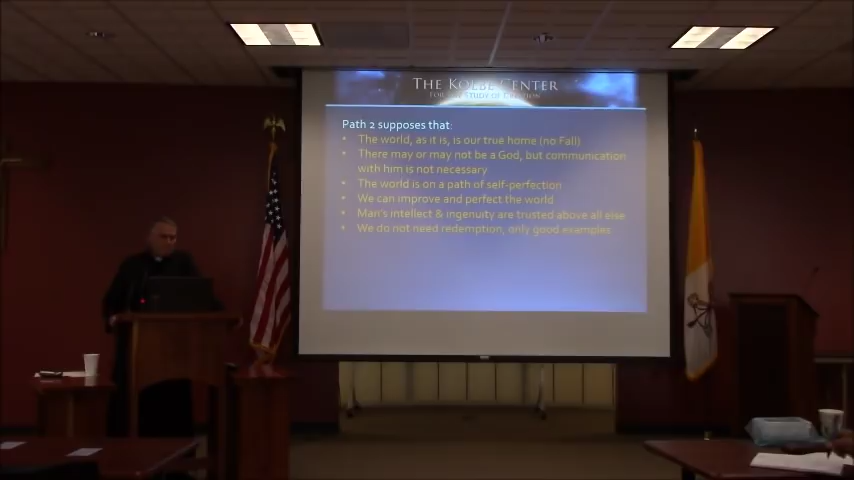 THE KOLBE CENTER
FOR THE STUDY OF CREATION
Path 2 supposes that:
• The world, as it is, is our true home (no Fall)
• There may or may not be a God, but communication
with him is not necessary
• The world is on a path of self-perfection
• We can improve and perfect the world
• Man's intellect & ingenuity are trusted above all else
• We do not need redemption, only good examples